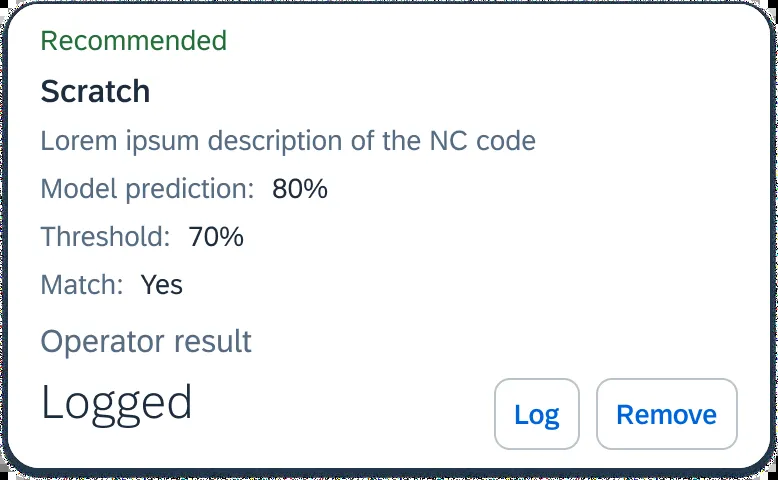 Recommended
Scratch
Lorem ipsum description of the NC code
Model prediction: 80%
Threshold: 70%
Match: Yes
Operator result
Logged
Log
Remove